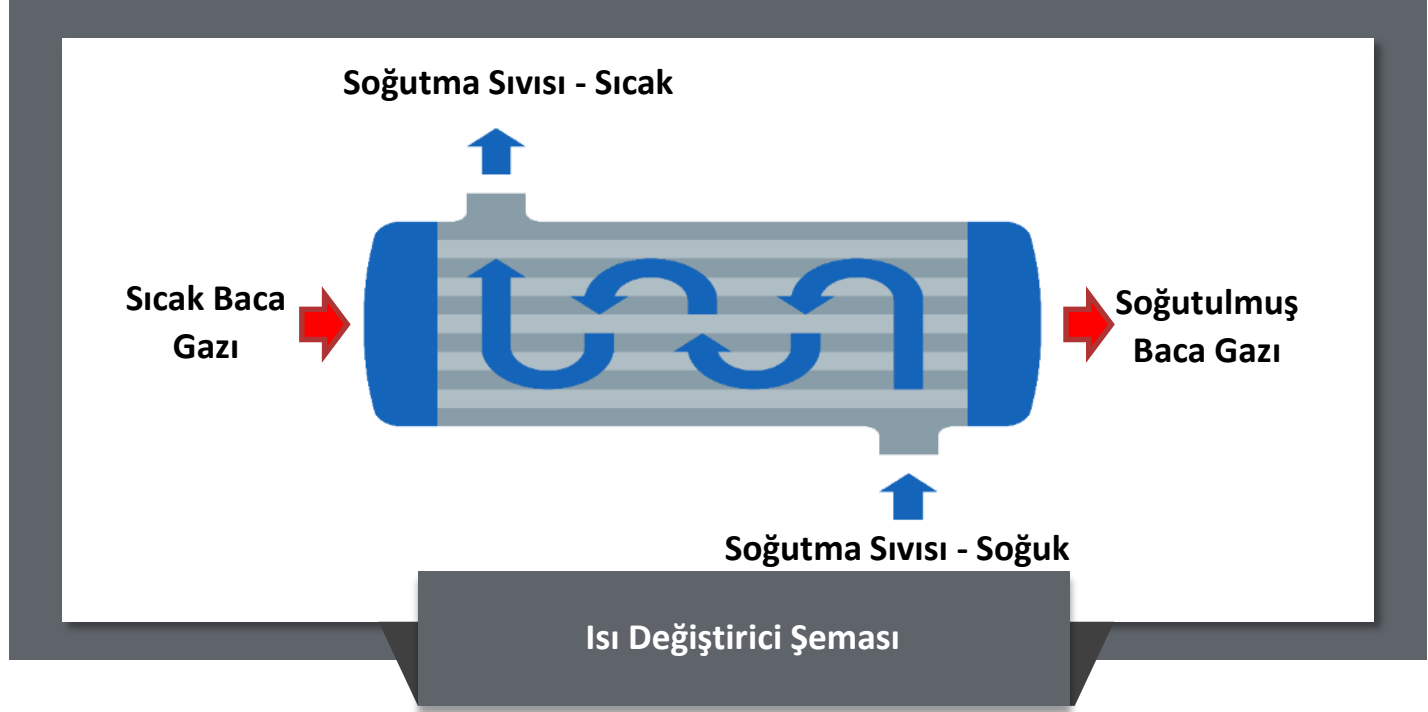 Soğutma Sıvısı - Sıcak
Sıcak Baca
Gazı
Soğutulmuş
Baca Gazı
Soğutma Sıvısı - Soğuk
Isı Değiştirici Şeması